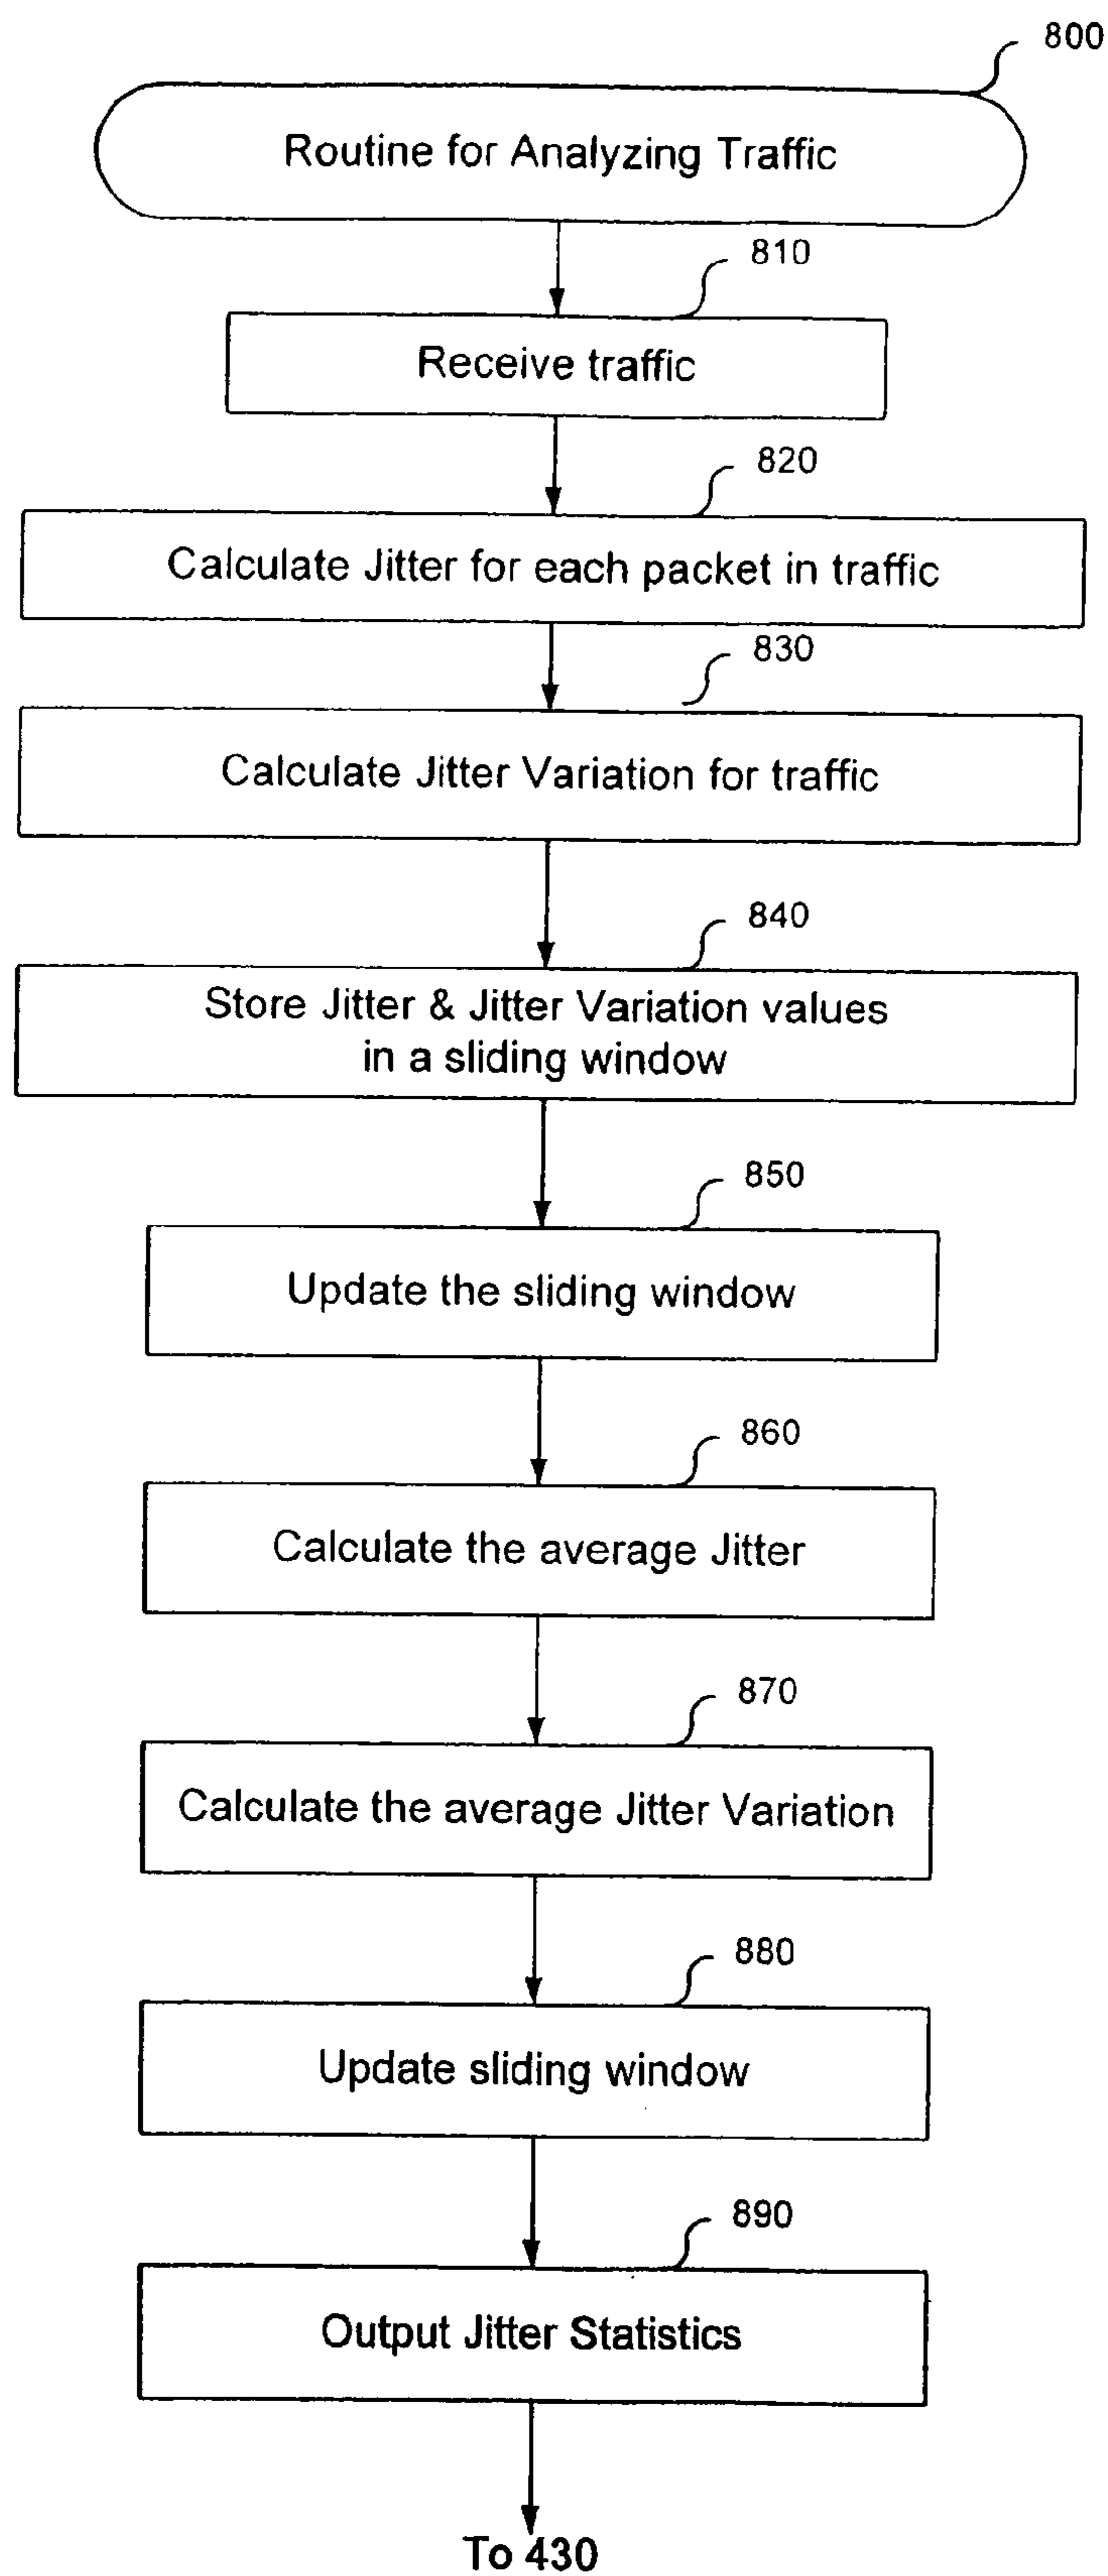 800
Routine for Analyzing Traffic
810
Receive traffic
820
Calculate Jitter for each packet in traffic
830
Calculate Jitter Variation for traffic
840
Store Jitter & Jitter Variation values
in a sliding window
850
Update the sliding window
860
Calculate the average Jitter
870
Calculate the average Jitter Variation
880
Update sliding window
890
Output Jitter Statistics
To 430